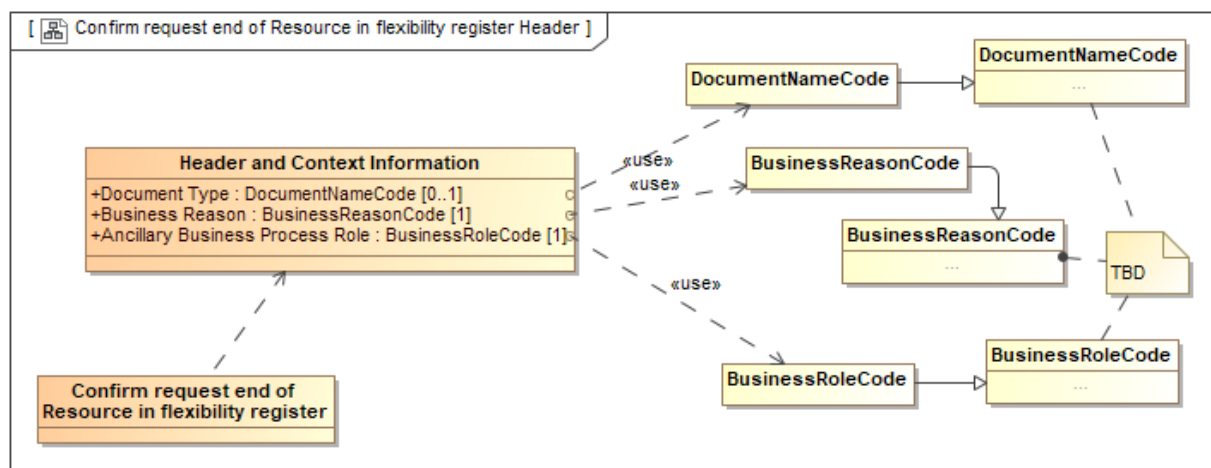 [ Confirm request end of Resource in flexibility register Header ]
DocumentNameCode
DocumentNameCode
...
Header and Context Information
+Document Type : DocumentNameCode [0..1]
+Business Reason : BusinessReasonCode [1]
+Ancillary Business Process Role : BusinessRoleCode [1]
«use»
«use»
BusinessReasonCode
BusinessReasonCode
...
TBD
«use»
BusinessRoleCode
BusinessRoleCode
...
Confirm request end of
Resource in flexibility register